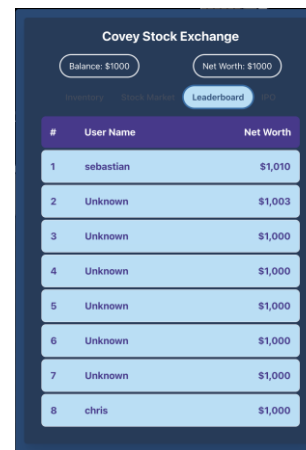 Covey Stock Exchange
Balance: $1000 Net Worth: $1000
Inventory Stock Market Leaderboard IPO
# User Name Net Worth
1 sebastian $1,010
2 Unknown $1,003
3 Unknown $1,000
4 Unknown $1,000
5 Unknown $1,000
6 Unknown $1,000
7 Unknown $1,000
8 chris $1,000